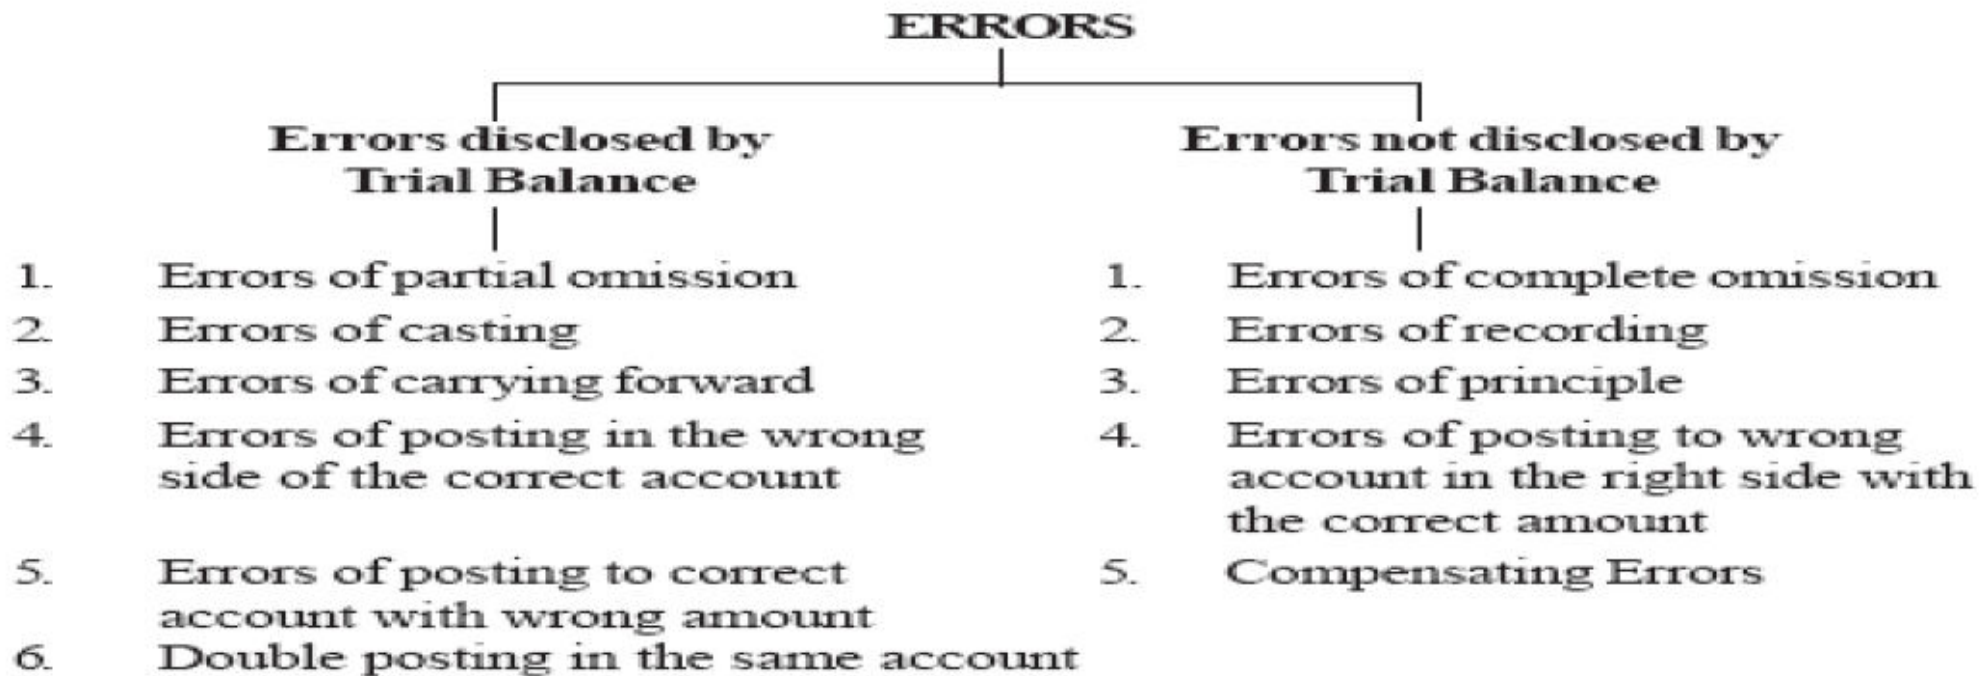 ERRORS
Errors disclosed by
Trial Balance
1. Errors of partial omission
2. Errors of casting
3. Errors of carrying forward
4. Errors of posting in the wrong
side of the correct account
5. Errors of posting to correct
account with wrong amount
6. Double posting in the same account
Errors not disclosed by
Trial Balance
1. Errors of complete omission
2. Errors of recording
3. Errors of principle
4. Errors of posting to wrong
account in the right side with
the correct amount
5. Compensating Errors